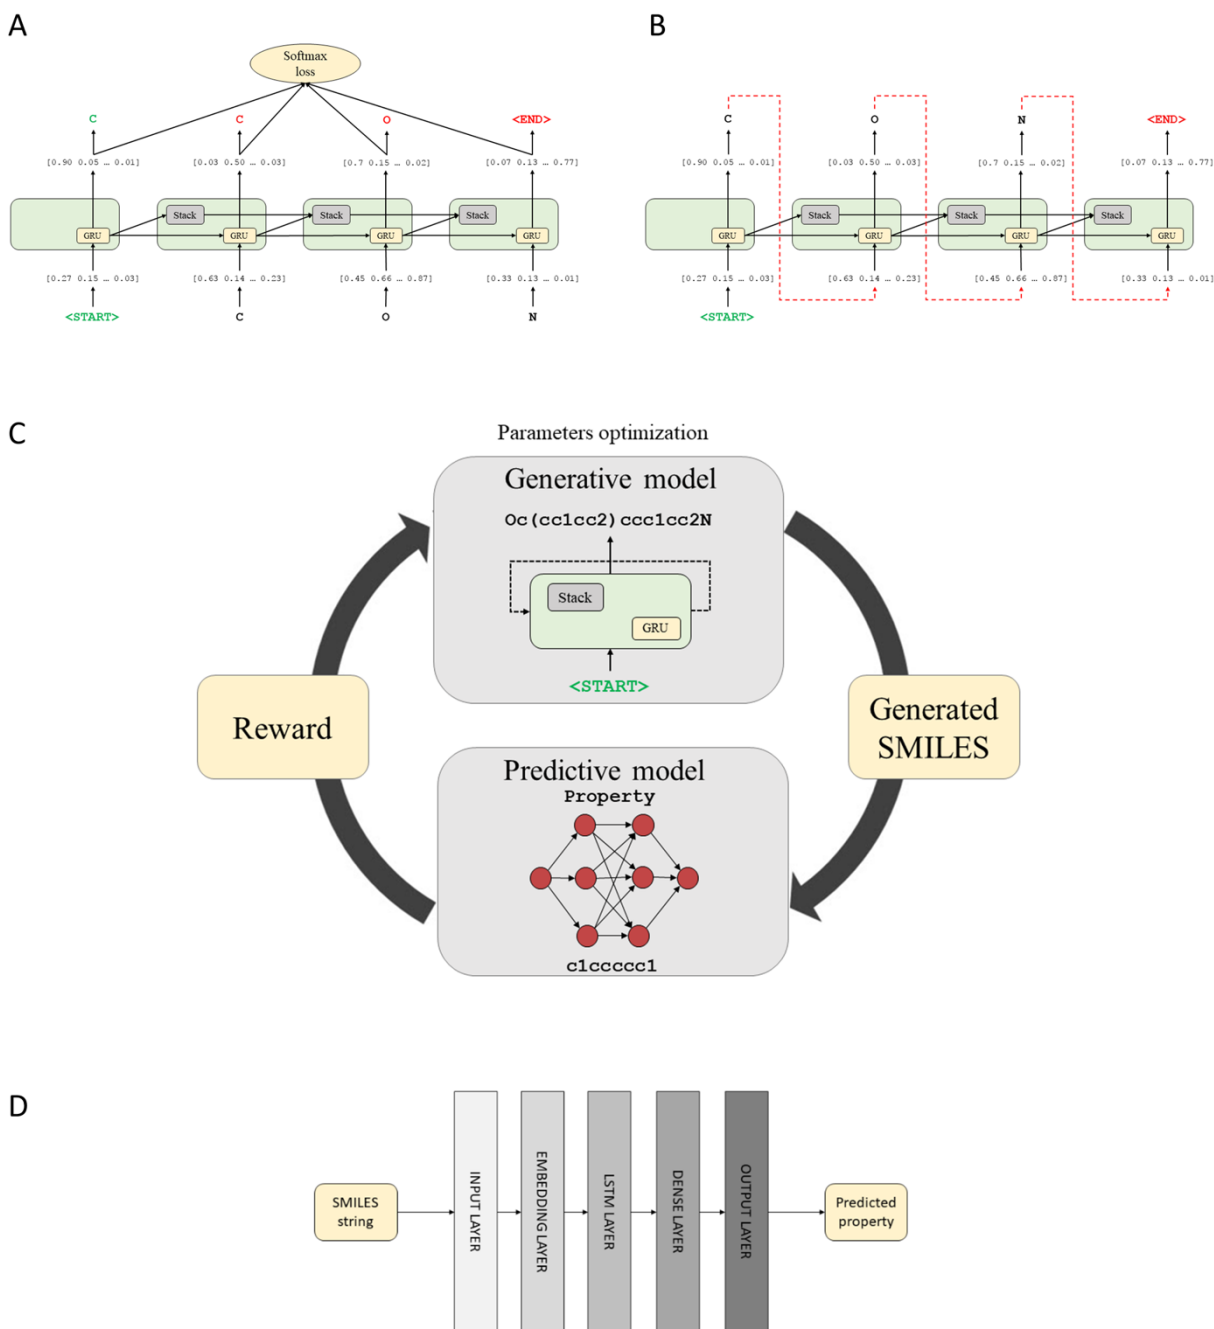 A
Softmax
loss
C
C
O
<END>
[0.90 0.05 … 0.01]
[0.03 0.50 … 0.03]
[0.7 0.15 … 0.02]
[0.07 0.13 … 0.77]
Stack
Stack
Stack
GRU
GRU
GRU
GRU
[0.27 0.15 … 0.03]
[0.63 0.14 … 0.23]
[0.45 0.66 … 0.87]
[0.33 0.13 … 0.01]
<START>
C
O
N
B
C
O
N
<END>
[0.90 0.05 … 0.01]
[0.03 0.50 … 0.03]
[0.7 0.15 … 0.02]
[0.07 0.13 … 0.77]
Stack
Stack
Stack
GRU
GRU
GRU
GRU
[0.27 0.15 … 0.03]
[0.63 0.14 … 0.23]
[0.45 0.66 … 0.87]
[0.33 0.13 … 0.01]
<START>
C
Parameters optimization
Generative model
Oc(cc1cc2)ccc1cc2N
Stack
GRU
<START>
Reward
Generated
SMILES
Predictive model
Property
c1ccccc1
D
SMILES
string
INPUT LAYER
EMBEDDING LAYER
LSTM LAYER
DENSE LAYER
OUTPUT LAYER
Predicted
property